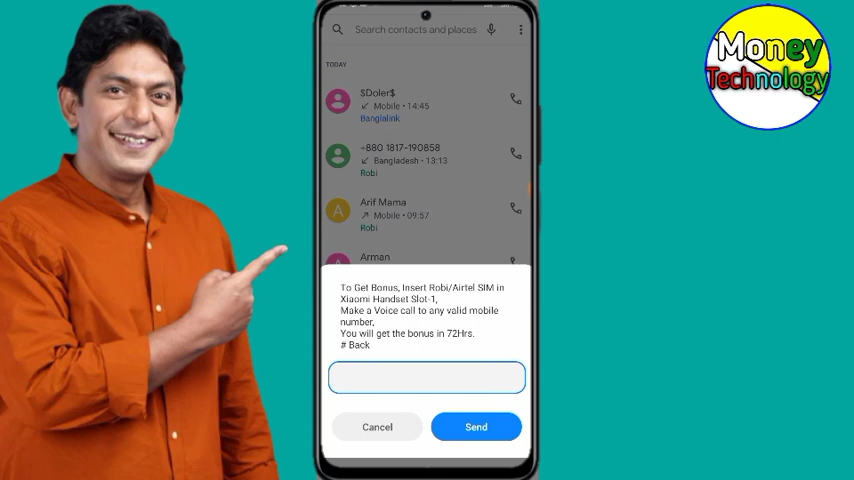 Search contacts and places
TODAY
$Doler$
↙ Mobile • 14:45
Banglalink
+880 1817-190858
↙ Bangladesh • 13:13
Robi
A
Arif Mama
↗ Mobile • 09:57
Robi
Arman
To Get Bonus, Insert Robi/Airtel SIM in
Xiaomi Handset Slot-1,
Make a Voice call to any valid mobile
number,
You will get the bonus in 72Hrs.
# Back
Cancel
Send
Money
Technology